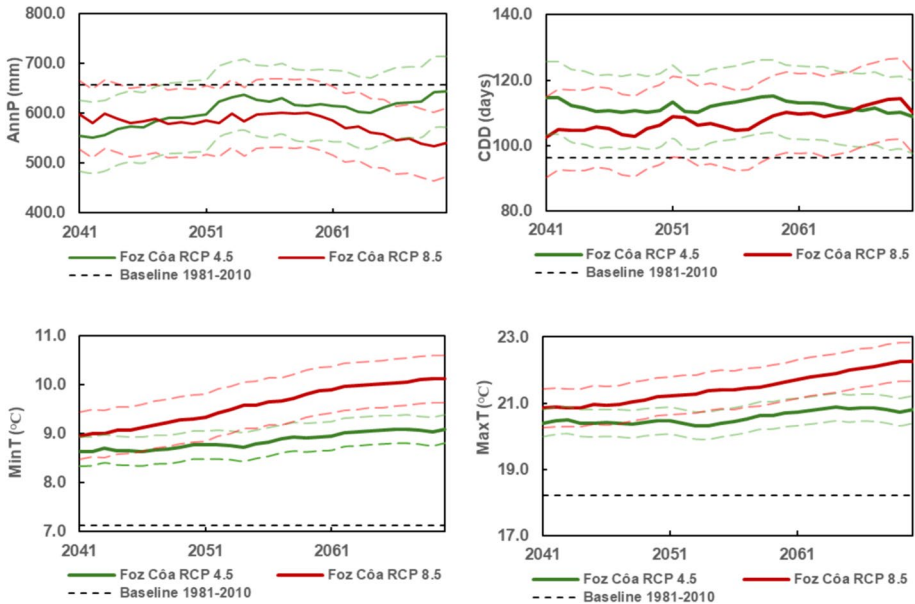 AnnP (mm)
800.0
700.0
600.0
500.0
400.0
2041
2051
2061
Foz Côa RCP 4.5
Foz Côa RCP 8.5
Baseline 1981-2010
CDD (days)
140.0
120.0
100.0
80.0
2041
2051
2061
Foz Côa RCP 4.5
Foz Côa RCP 8.5
Baseline 1981-2010
MinT (ºC)
11.0
10.0
9.0
8.0
7.0
2041
2051
2061
Foz Côa RCP 4.5
Foz Côa RCP 8.5
Baseline 1981-2010
MaxT (ºC)
23.0
21.0
19.0
17.0
2041
2051
2061
Foz Côa RCP 4.5
Foz Côa RCP 8.5
Baseline 1981-2010